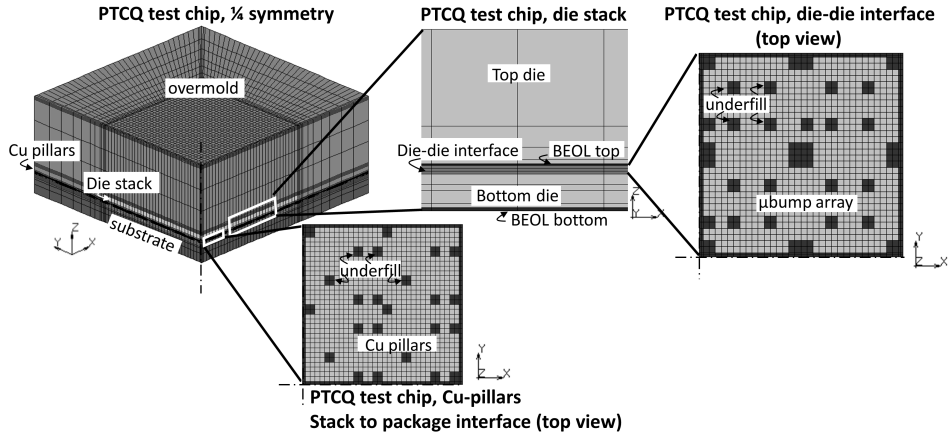 PTCQ test chip, ¼ symmetry
overmold
Cu pillars
Die stack
substrate
Z
Y
X
PTCQ test chip, die stack
Top die
Die-die interface
BEOL top
Bottom die
BEOL bottom
Z
Y
X
PTCQ test chip, die-die interface
(top view)
underfill
µbump array
Y
Z
X
underfill
Cu pillars
Y
Z
X
PTCQ test chip, Cu-pillars
Stack to package interface (top view)